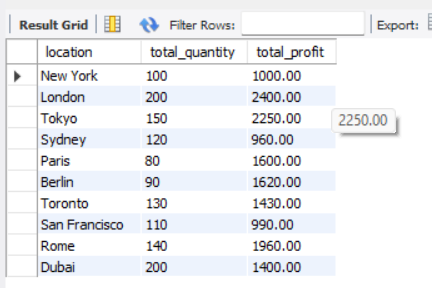 Result Grid Filter Rows: Export:
location total_quantity total_profit
New York 100 1000.00
London 200 2400.00
Tokyo 150 2250.00 2250.00
Sydney 120 960.00
Paris 80 1600.00
Berlin 90 1620.00
Toronto 130 1430.00
San Francisco 110 990.00
Rome 140 1960.00
Dubai 200 1400.00